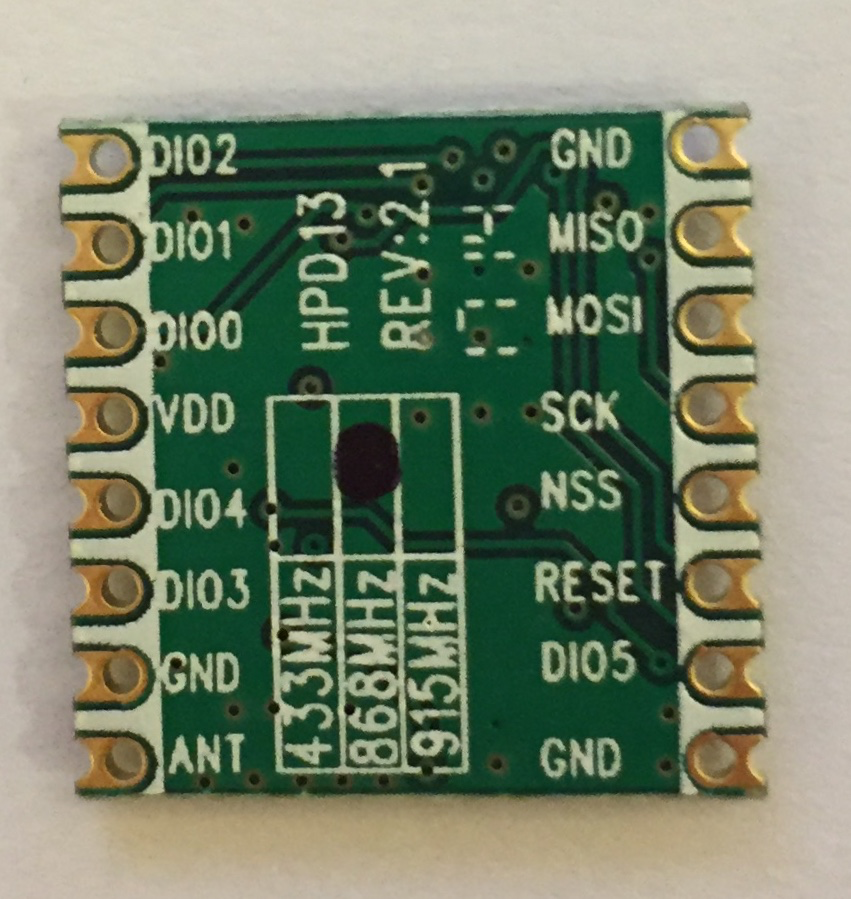 DIO2
DIO1
DIO0
VDD
DIO4
DIO3
GND
ANT
HPD13
REV:2.1
433MHz
868MHz
915MHz
GND
MISO
MOSI
SCK
NSS
RESET
DIO5
GND